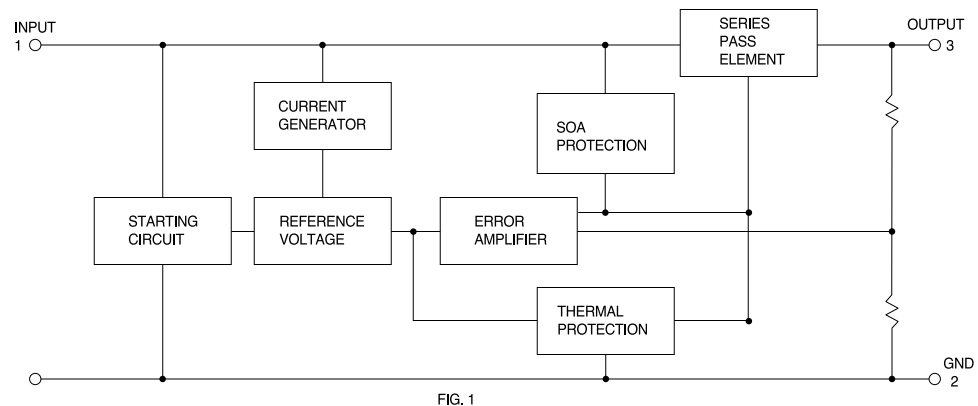 INPUT
1
SERIES
PASS
ELEMENT
OUTPUT
3
CURRENT
GENERATOR
SOA
PROTECTION
STARTING
CIRCUIT
REFERENCE
VOLTAGE
ERROR
AMPLIFIER
THERMAL
PROTECTION
GND
2
FIG. 1